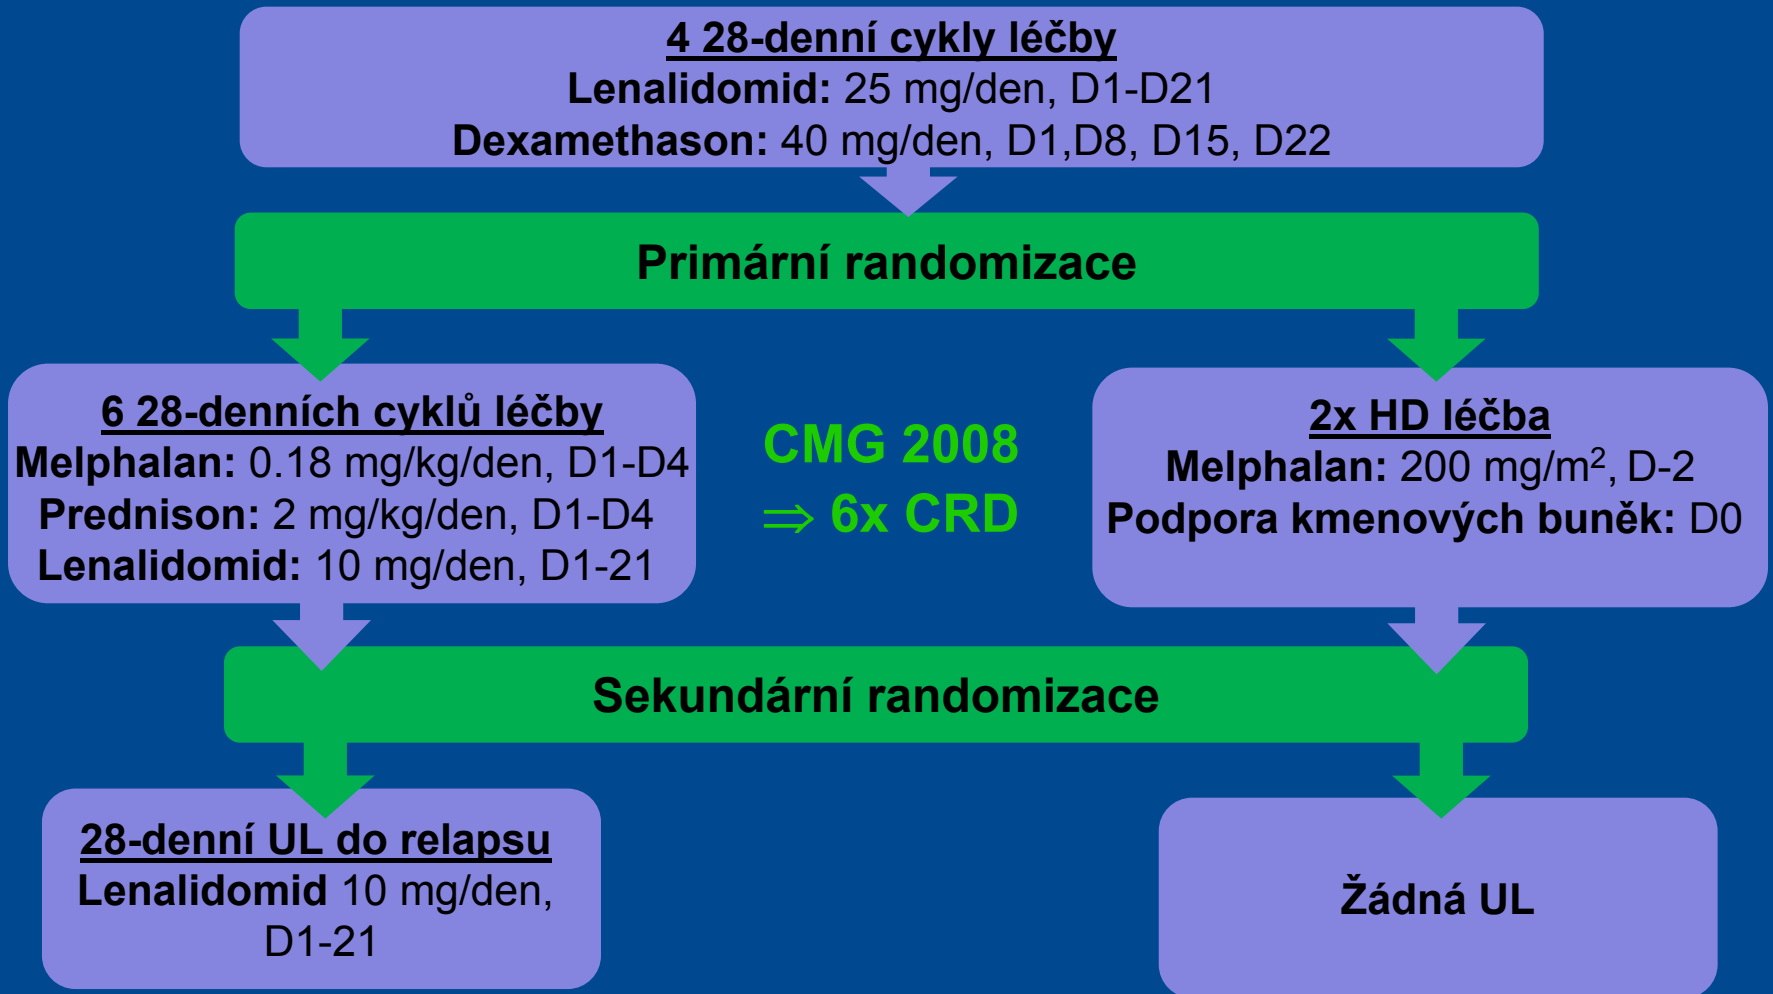 4 28-denní cykly léčby
Lenalidomid: 25 mg/den, D1-D21
Dexamethason: 40 mg/den, D1,D8, D15, D22
Primární randomizace
6 28-denních cyklů léčby
Melphalan: 0.18 mg/kg/den, D1-D4
Prednison: 2 mg/kg/den, D1-D4
Lenalidomid: 10 mg/den, D1-21
CMG 2008
⇒ 6x CRD
2x HD léčba
Melphalan: 200 mg/m², D-2
Podpora kmenových buněk: D0
Sekundární randomizace
28-denní UL do relapsu
Lenalidomid 10 mg/den,
D1-21
Žádná UL